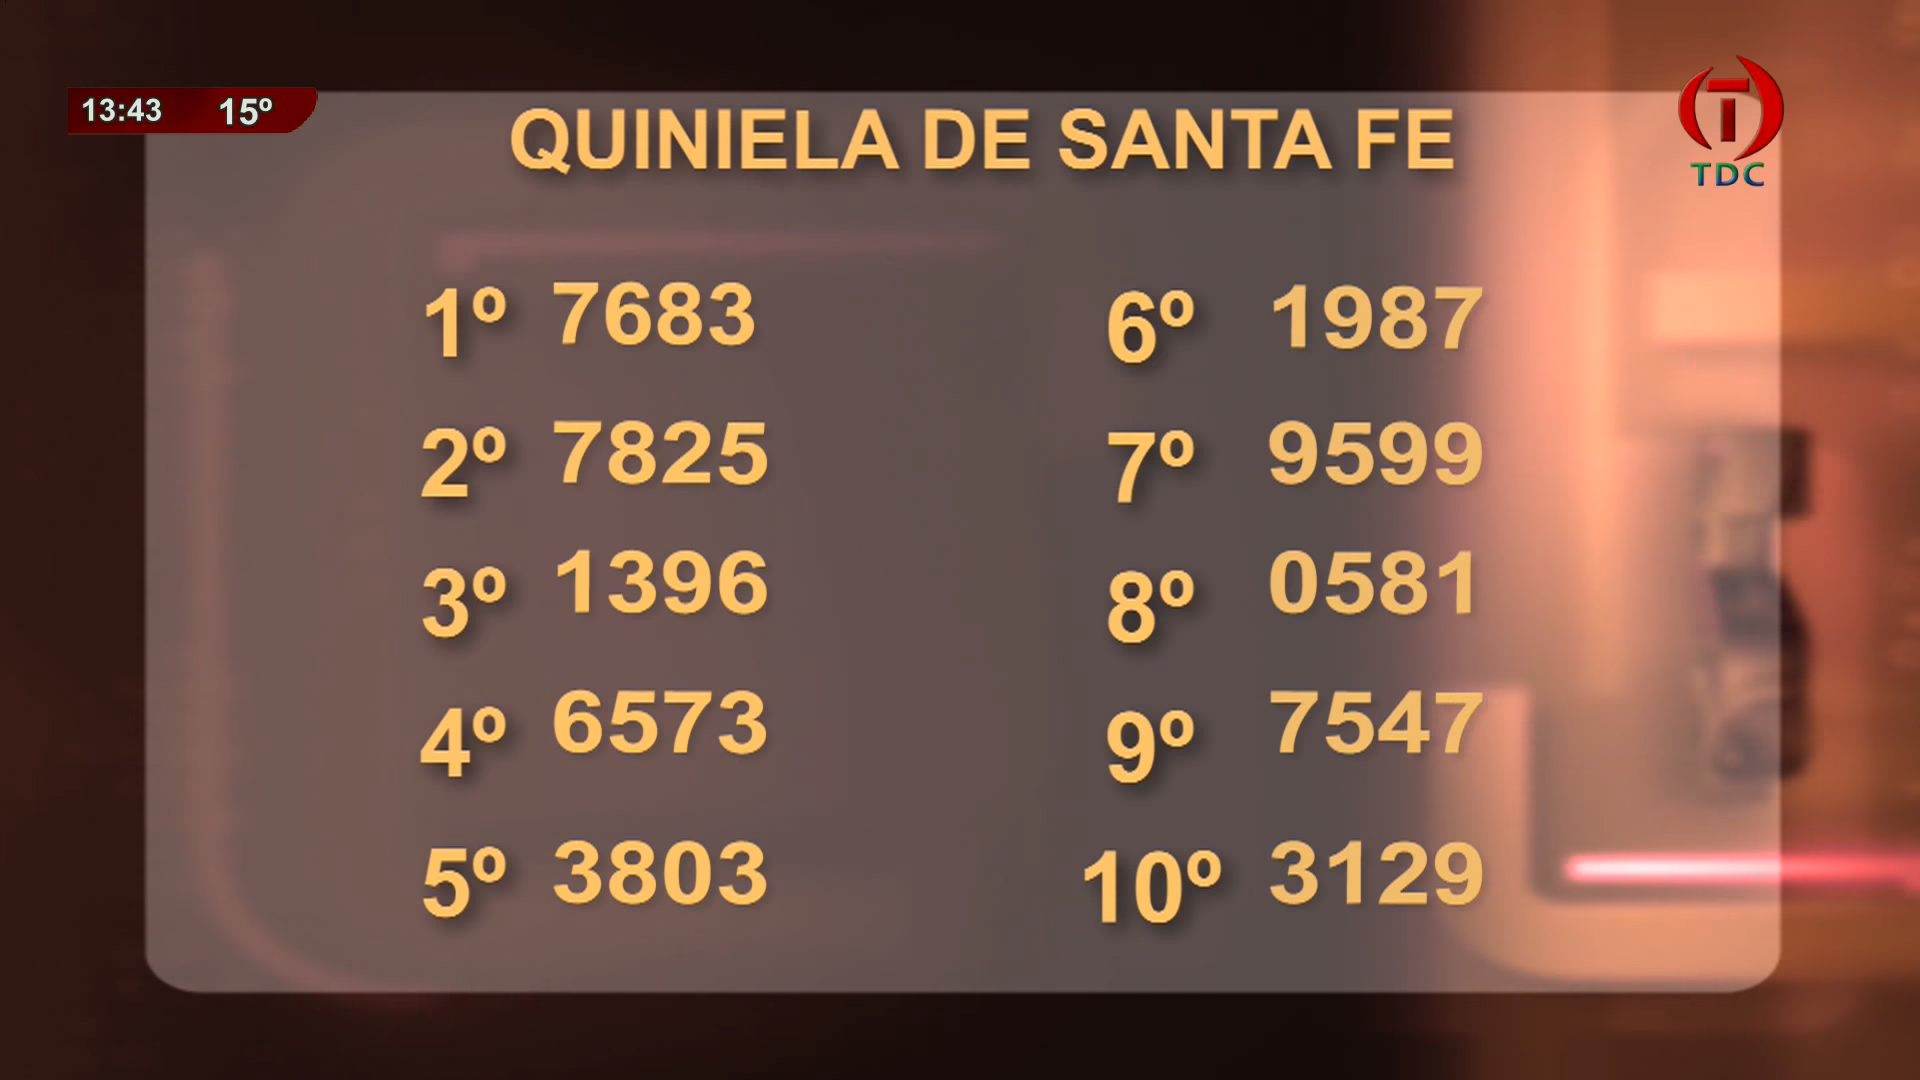 13:43 15º
TDC
QUINIELA DE SANTA FE
1º 7683
2º 7825
3º 1396
4º 6573
5º 3803
6º 1987
7º 9599
8º 0581
9º 7547
10º 3129